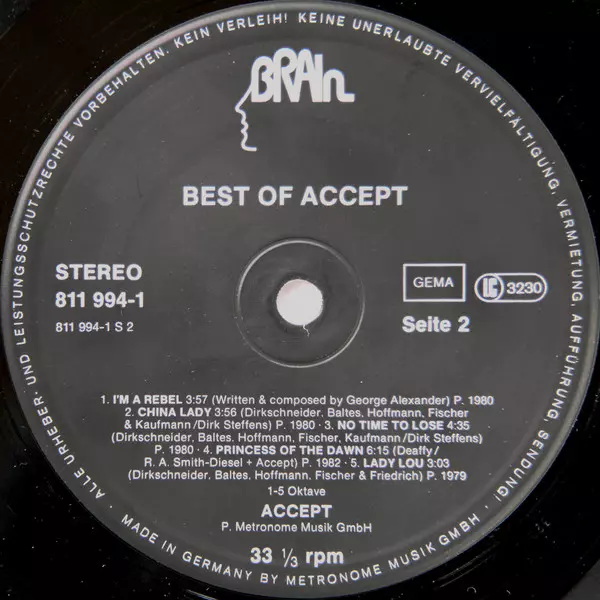 ALLE URHEBER UND LEISTUNGSSCHUTZRECHTE VORBEHALTEN. KEIN VERLEIH! KEINE UNERLAUBTE VERVIELFÄLTIGUNG, VERMIETUNG, AUFFÜHRUNG, SENDUNG!
BRAIN
BEST OF ACCEPT
STEREO
811 994-1
811 994-1 S 2
GEMA
LC 3230
Seite 2
1. I'M A REBEL 3:57 (Written & composed by George Alexander) P. 1980
2. CHINA LADY 3:56 (Dirkschneider, Baltes, Hoffmann, Fischer
& Kaufmann/Dirk Steffens) P. 1980 · 3. NO TIME TO LOSE 4:35
(Dirkschneider, Baltes, Hoffmann, Fischer, Kaufmann/Dirk Steffens)
P. 1980 · 4. PRINCESS OF THE DAWN 6:15 (Deaffy/
R. A. Smith-Diesel + Accept) P. 1982 · 5. LADY LOU 3:03
(Dirkschneider, Baltes, Hoffmann, Fischer & Friedrich) P. 1979
1-5 Oktave
ACCEPT
P. Metronome Musik GmbH
33 ⅓ rpm
MADE IN GERMANY BY METRONOME MUSIK GMBH